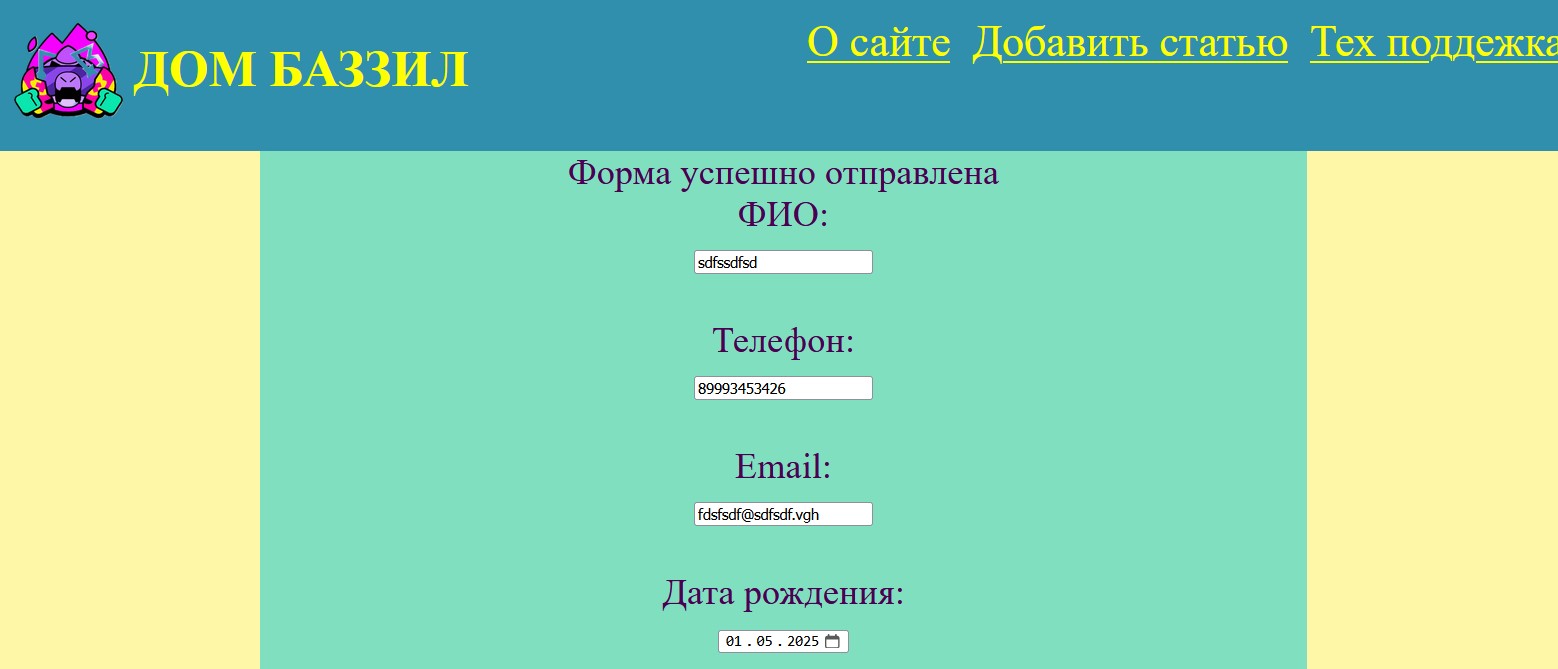 ДОМ БАЗЗИЛ
О сайте Добавить статью Тех поддежка
Форма успешно отправлена
ФИО:
sdfssdfsd
Телефон:
89993453426
Email:
fdsfsdf@sdfsdf.vgh
Дата рождения:
01.05.2025